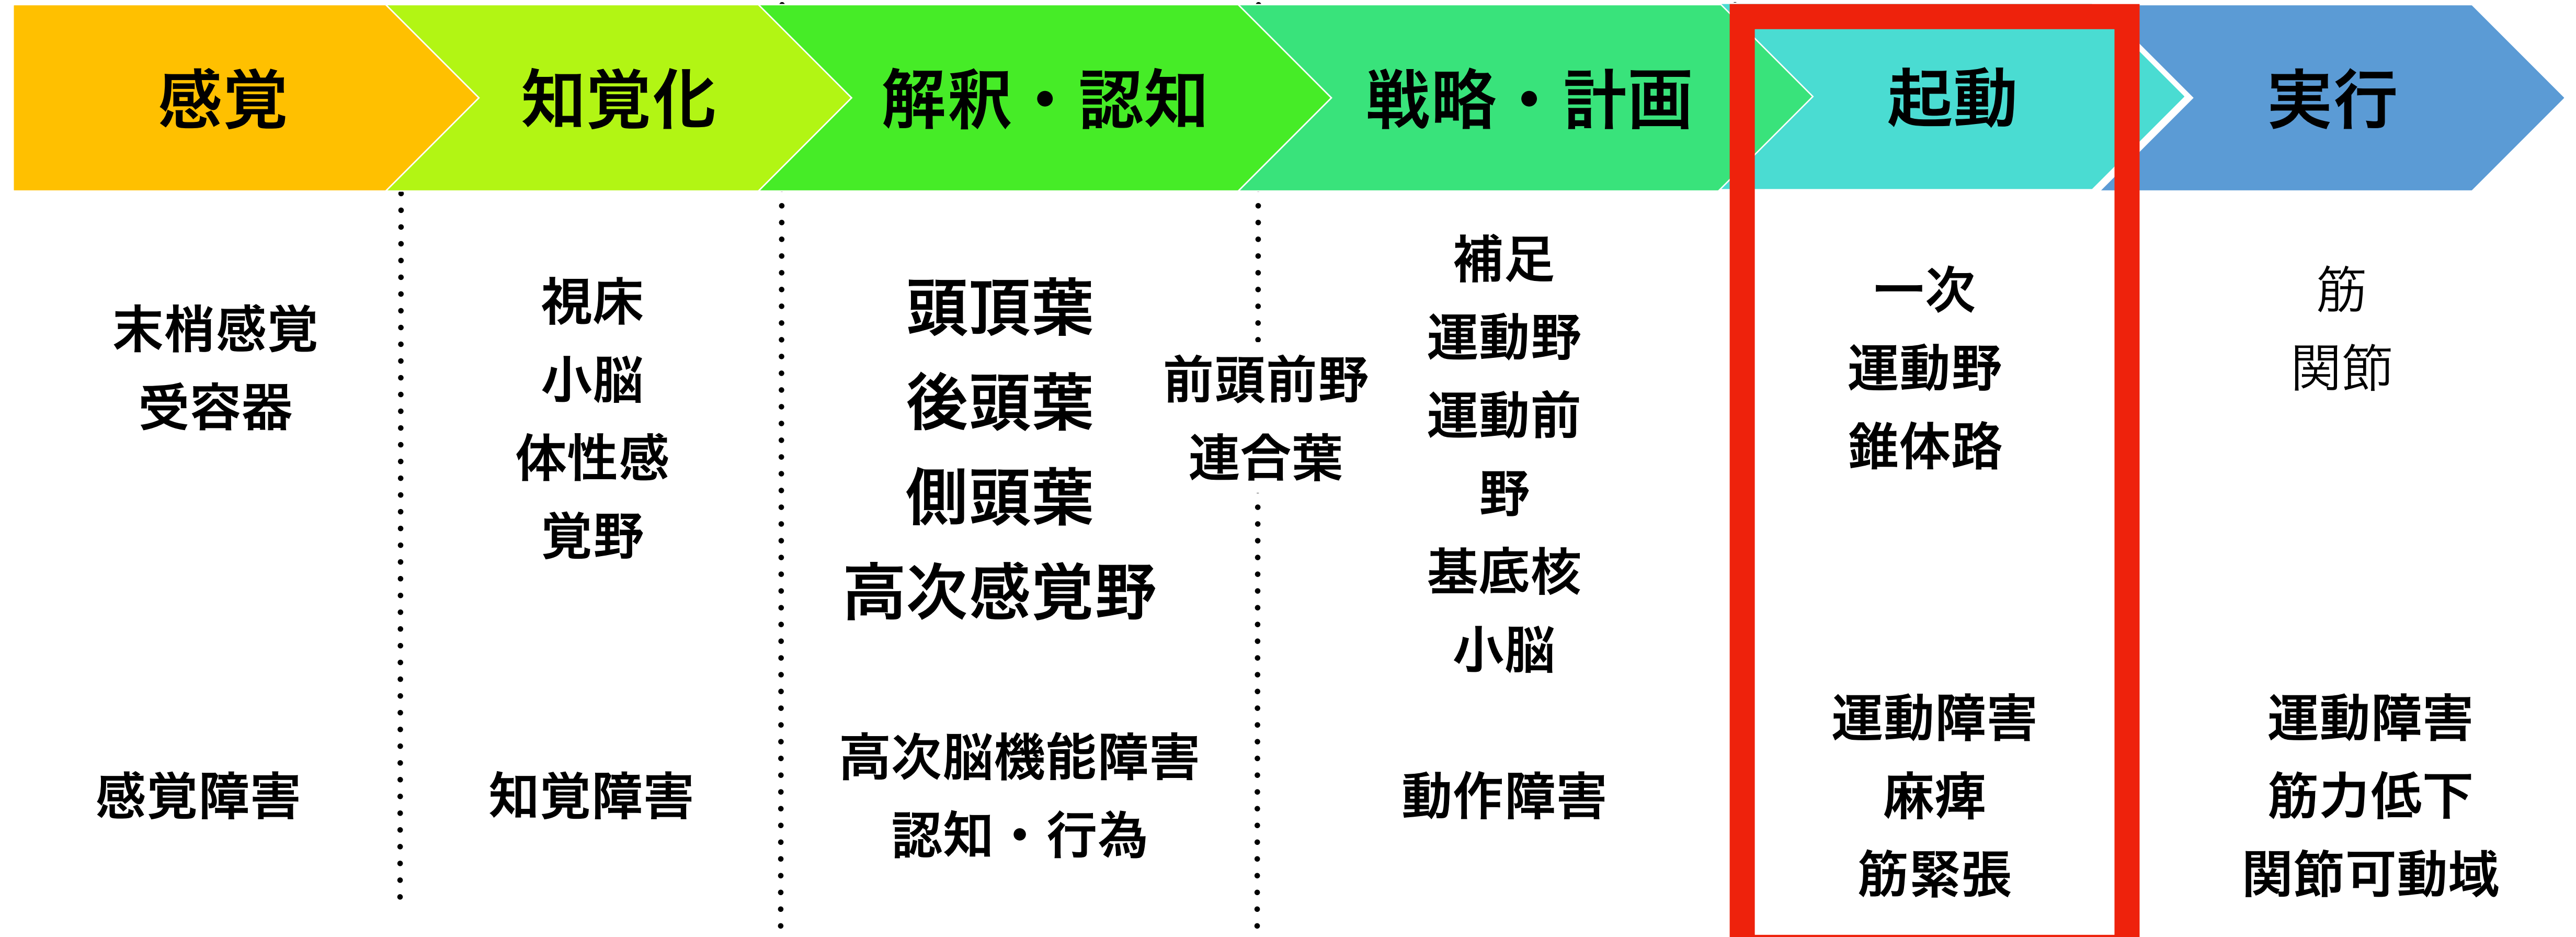 感覚
知覚化
解釈・認知
戦略・計画
起動
実行
末梢感覚
受容器
視床
小脳
体性感
覚野
頭頂葉
後頭葉
側頭葉
高次感覚野
前頭前野
連合葉
補足
運動野
運動前
野
基底核
小脳
一次
運動野
錐体路
筋
関節
感覚障害
知覚障害
高次脳機能障害
認知・行為
動作障害
運動障害
麻痺
筋緊張
運動障害
筋力低下
関節可動域